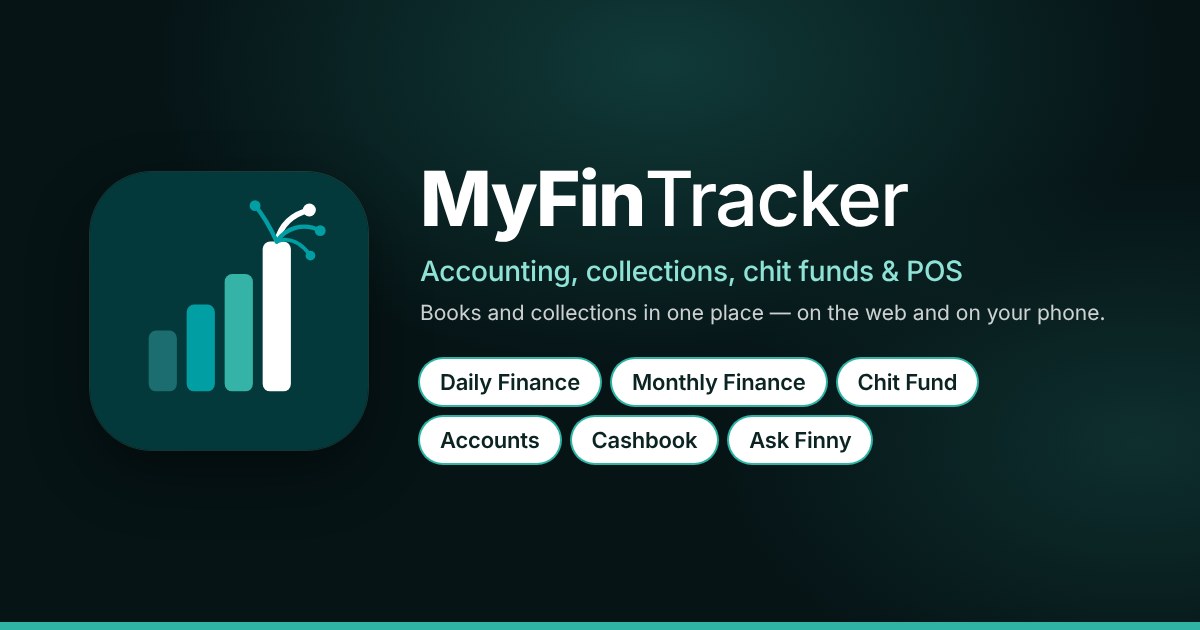 MyFinTracker
Accounting, collections, chit funds & POS
Books and collections in one place — on the web and on your phone.
Daily Finance Monthly Finance Chit Fund
Accounts Cashbook Ask Finny